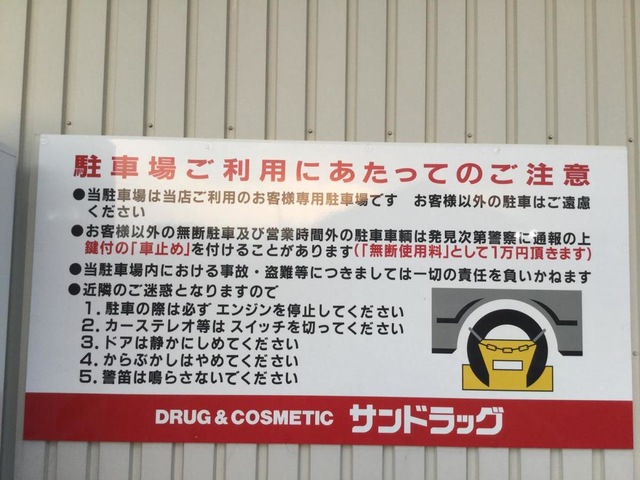 駐車場ご利用にあたってのご注意
●当駐車場は当店ご利用のお客様専用駐車場です　お客様以外の駐車はご遠慮
ください
●お客様以外の無断駐車及び営業時間外の駐車車輌は発見次第警察に通報の上
鍵付の「車止め」を付けることがあります(「無断使用料」として1万円頂きます)
●当駐車場内における事故・盗難等につきましては一切の責任を負いかねます
●近隣のご迷惑となりますので
1. 駐車の際は必ず エンジンを停止してください
2. カーステレオ等は スイッチを切ってください
3. ドアは静かにしめてください
4. からぶかしはやめてください
5. 警笛は鳴らさないでください
DRUG & COSMETIC サンドラッグ